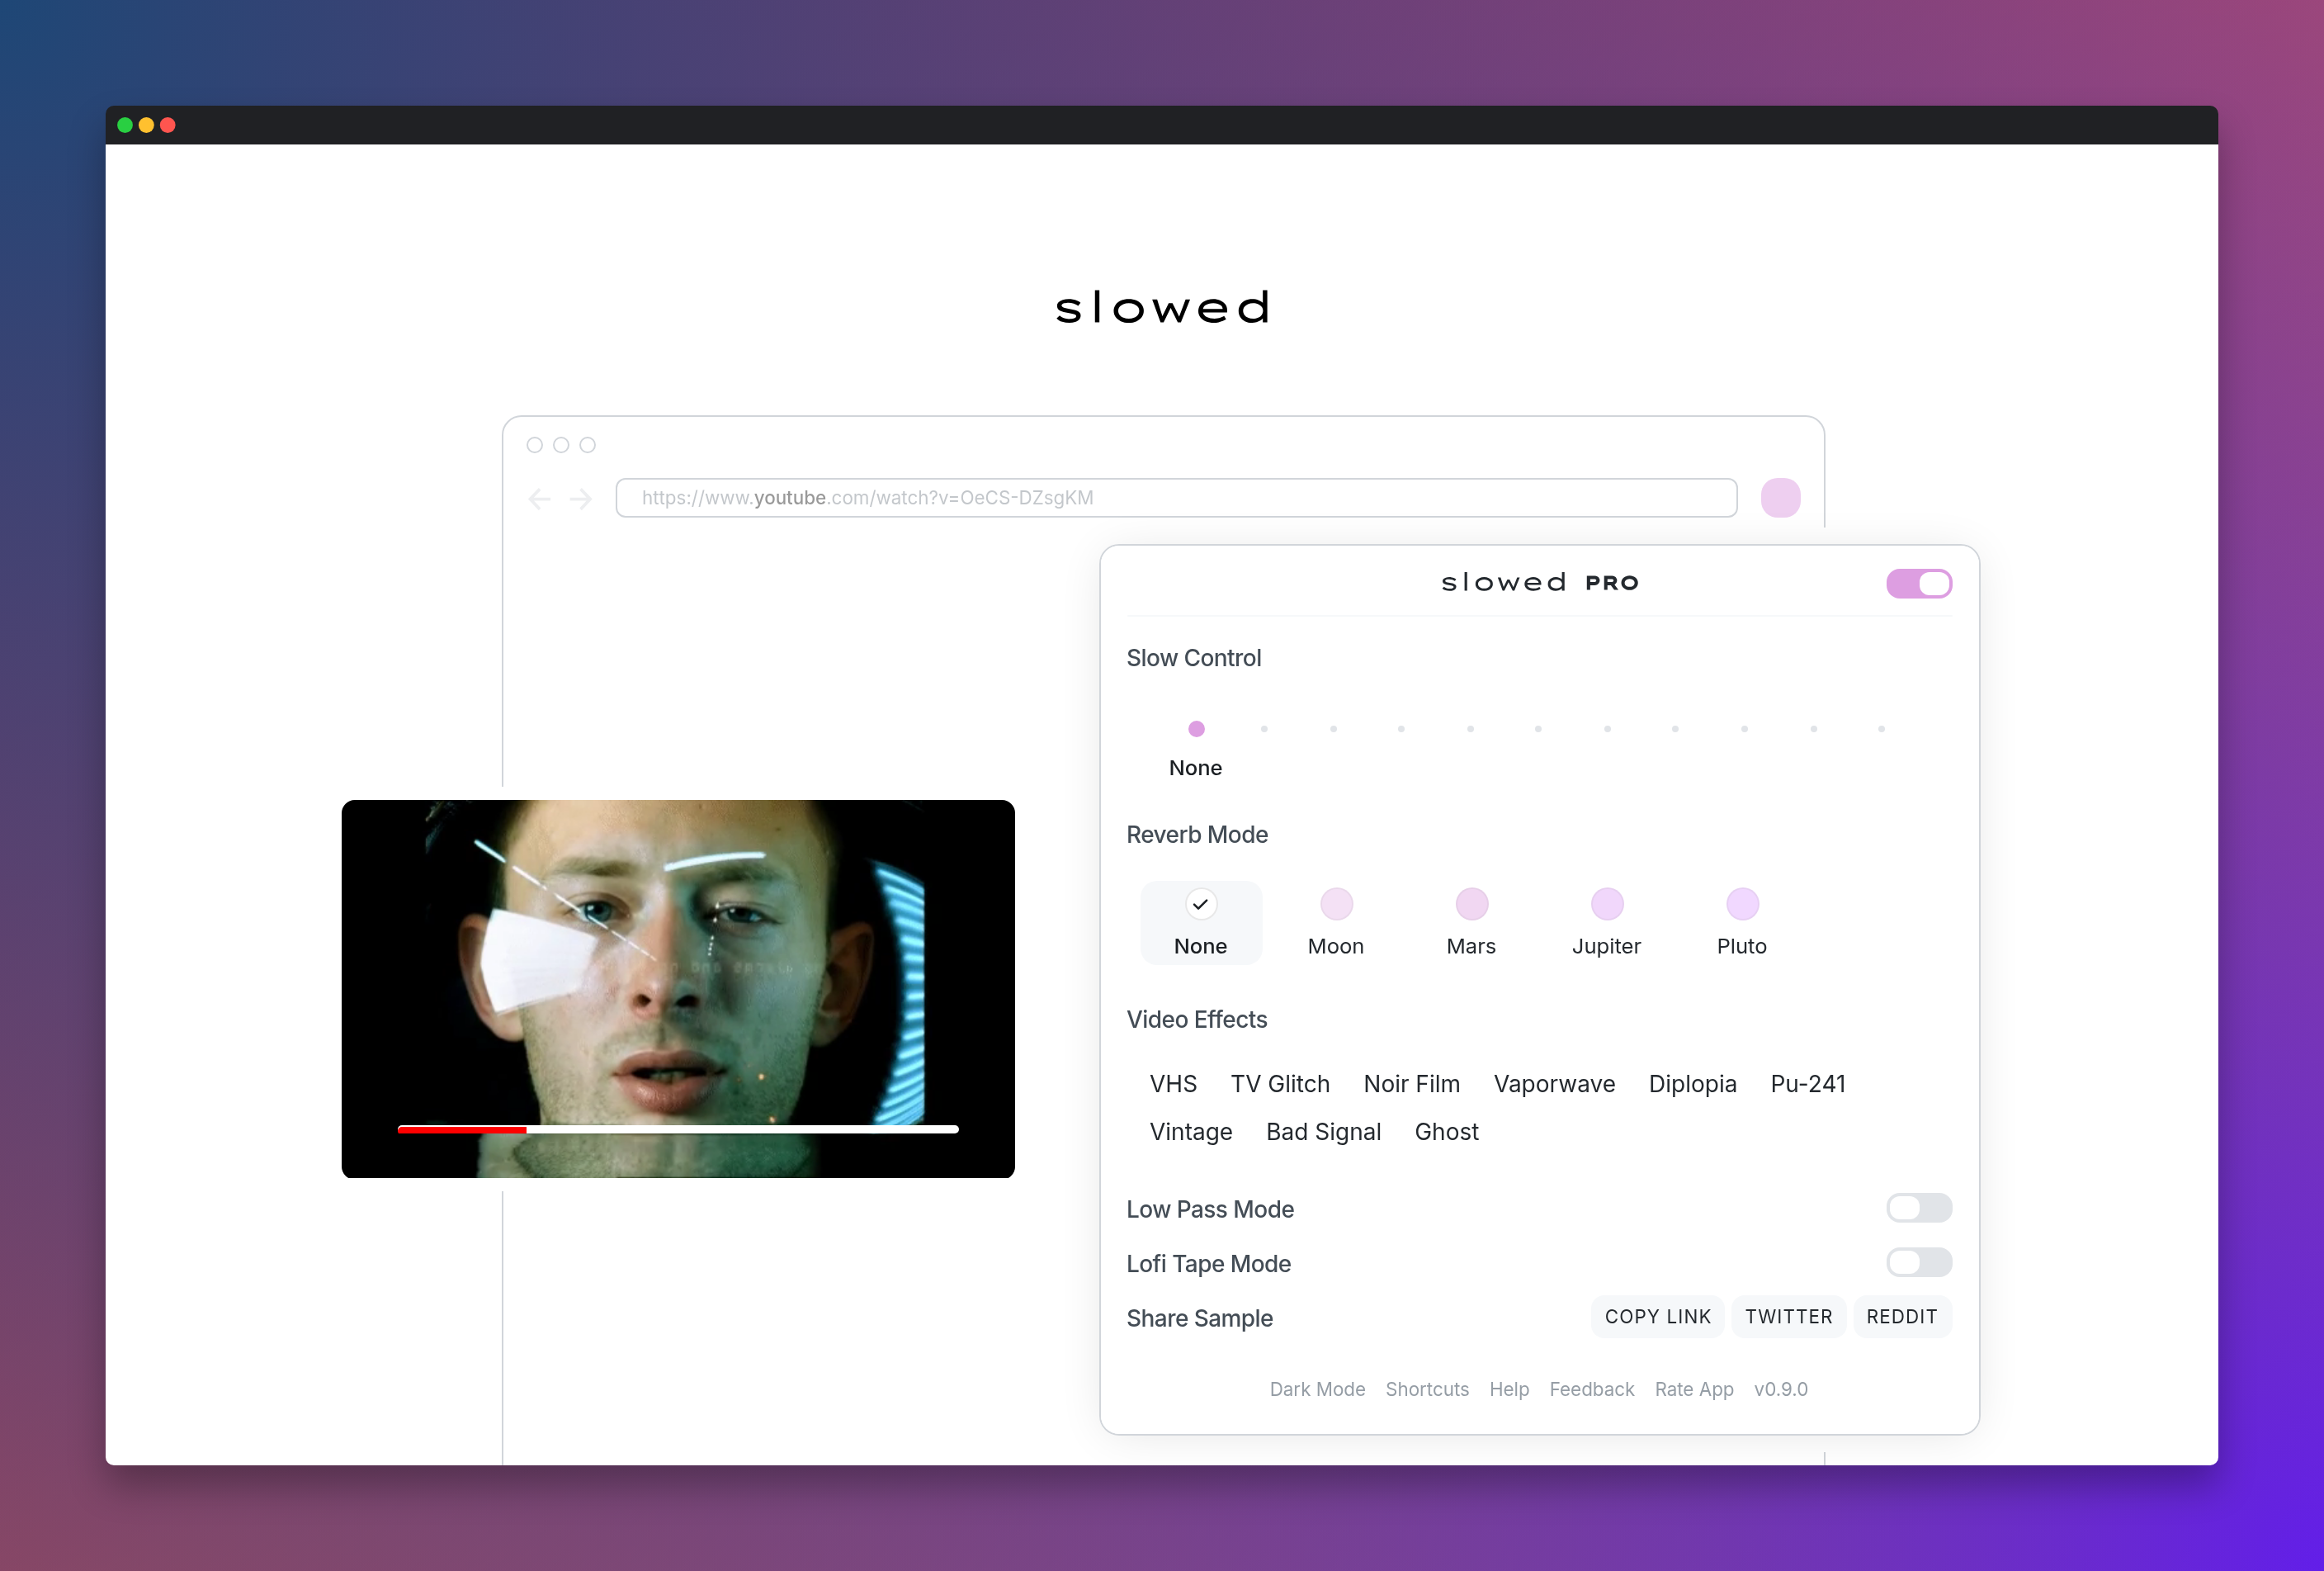 slowed
https://www.youtube.com/watch?v=OeCS-DZsgKM
slowed PRO
Slow Control
None
Reverb Mode
None Moon Mars Jupiter Pluto
Video Effects
VHS TV Glitch Noir Film Vaporwave Diplopia Pu-241
Vintage Bad Signal Ghost
Low Pass Mode
Lofi Tape Mode
Share Sample COPY LINK TWITTER REDDIT
Dark Mode Shortcuts Help Feedback Rate App v0.9.0